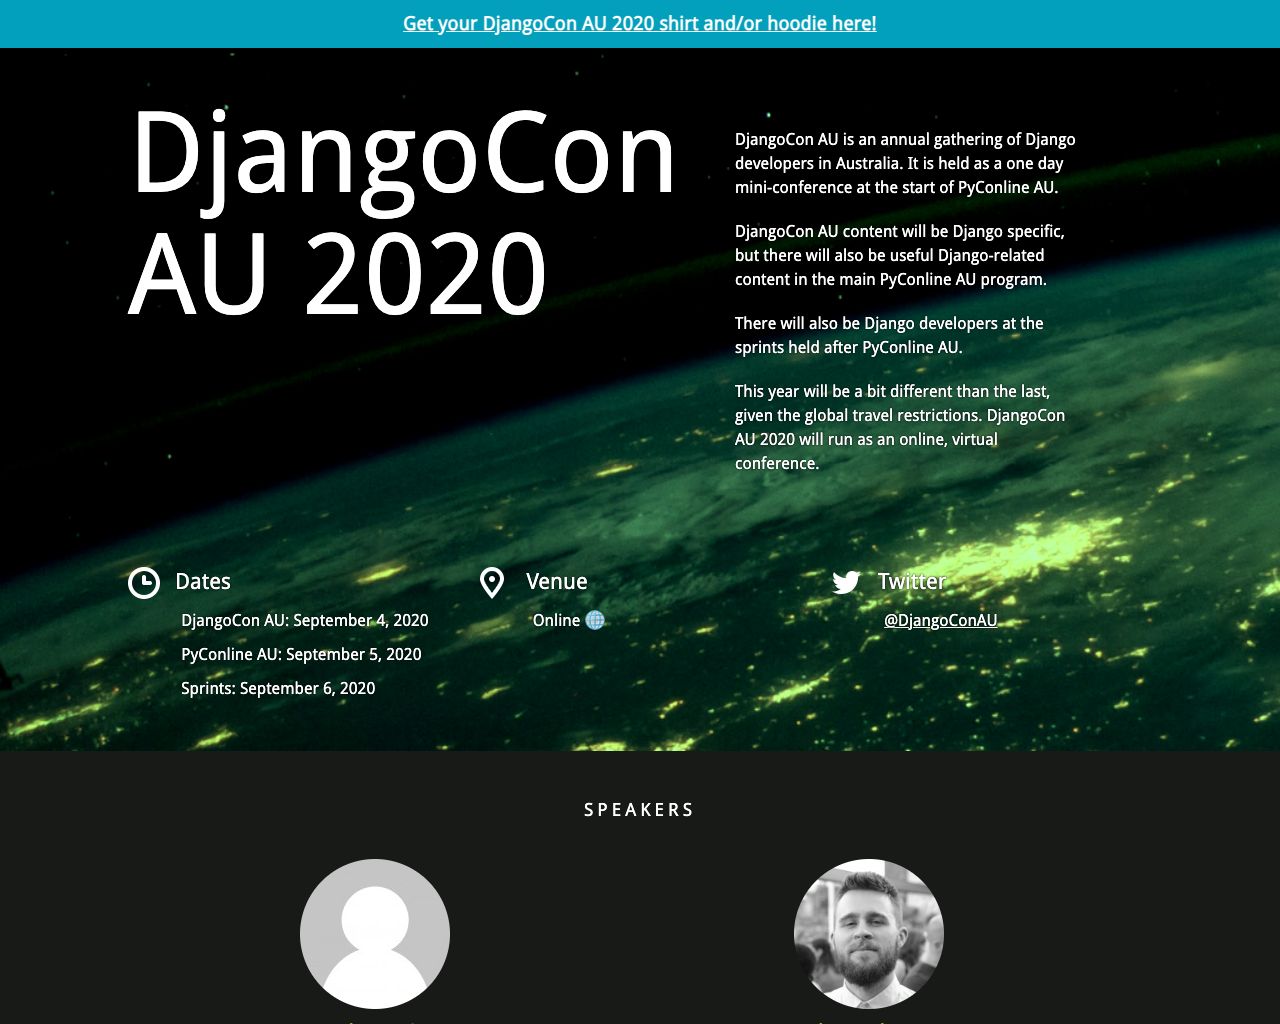 Get your DjangoCon AU 2020 shirt and/or hoodie here!
DjangoCon
AU 2020
DjangoCon AU is an annual gathering of Django
developers in Australia. It is held as a one day
mini-conference at the start of PyConline AU.
DjangoCon AU content will be Django specific,
but there will also be useful Django-related
content in the main PyConline AU program.
There will also be Django developers at the
sprints held after PyConline AU.
This year will be a bit different than the last,
given the global travel restrictions. DjangoCon
AU 2020 will run as an online, virtual
conference.
Dates
DjangoCon AU: September 4, 2020
PyConline AU: September 5, 2020
Sprints: September 6, 2020
Venue
Online 🌐
Twitter
@DjangoConAU
SPEAKERS